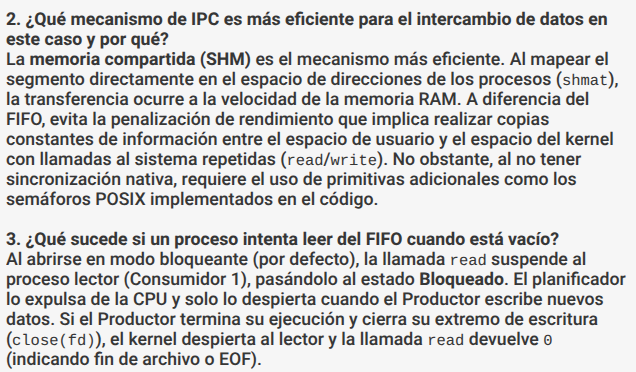 2. ¿Qué mecanismo de IPC es más eficiente para el intercambio de datos en
este caso y por qué?
La memoria compartida (SHM) es el mecanismo más eficiente. Al mapear el
segmento directamente en el espacio de direcciones de los procesos (shmat),
la transferencia ocurre a la velocidad de la memoria RAM. A diferencia del
FIFO, evita la penalización de rendimiento que implica realizar copias
constantes de información entre el espacio de usuario y el espacio del kernel
con llamadas al sistema repetidas (read/write). No obstante, al no tener
sincronización nativa, requiere el uso de primitivas adicionales como los
semáforos POSIX implementados en el código.
3. ¿Qué sucede si un proceso intenta leer del FIFO cuando está vacío?
Al abrirse en modo bloqueante (por defecto), la llamada read suspende al
proceso lector (Consumidor 1), pasándolo al estado Bloqueado. El planificador
lo expulsa de la CPU y solo lo despierta cuando el Productor escribe nuevos
datos. Si el Productor termina su ejecución y cierra su extremo de escritura
(close(fd)), el kernel despierta al lector y la llamada read devuelve 0
(indicando fin de archivo o EOF).